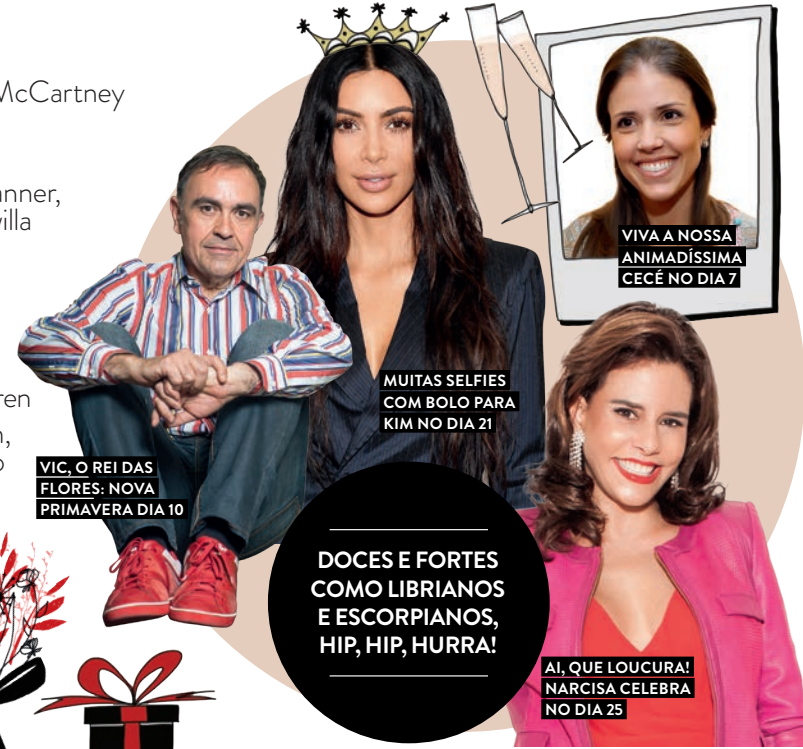 McCartney
anner,
villa
ren
n,
o
VIVA A NOSSA
ANIMADÍSSIMA
CECÉ NO DIA 7
MUITAS SELFIES
COM BOLO PARA
KIM NO DIA 21
VIC, O REI DAS
FLORES: NOVA
PRIMAVERA DIA 10
DOCES E FORTES
COMO LIBRIANOS
E ESCORPIANOS,
HIP, HIP, HURRA!
AI, QUE LOUCURA!
NARCISA CELEBRA
NO DIA 25